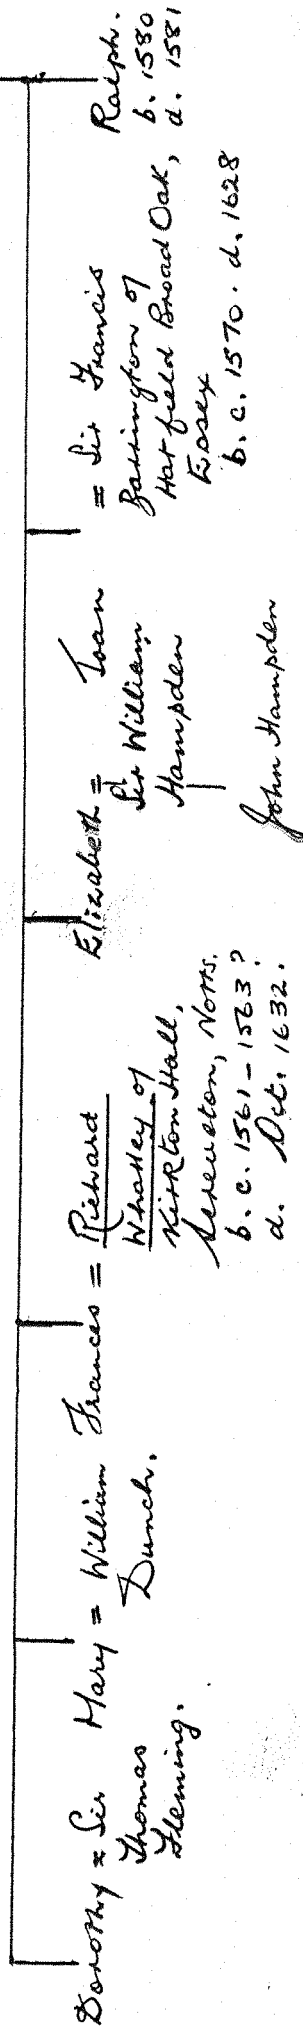 Dorothy = Sir
Thomas
Fleming.
Mary = William
Dunch.
Frances = Richard
Whalley of
Kirkton Hall,
Screveton, Notts.
b. c. 1561 – 1563?
d. Oct. 1632.
Elizabeth =
Sir William
Hampden
John Hampden
Joan = Sir Francis
Barrington of
Hatfield Broad Oak,
Essex
b. c. 1570. d. 1628
Ralph.
b. 1580
d. 1581